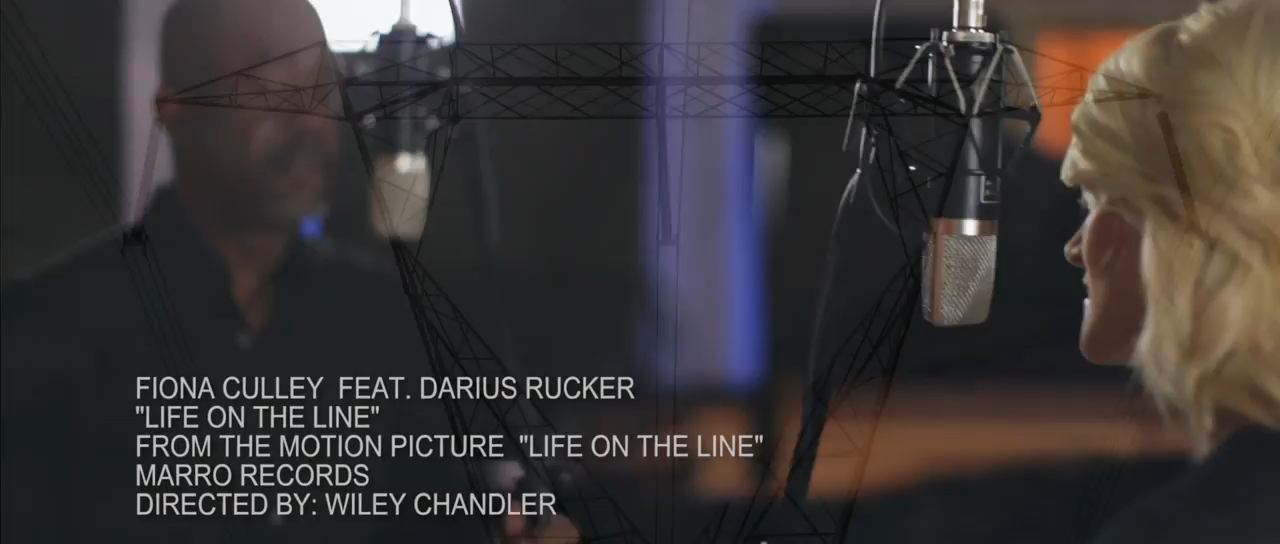 FIONA CULLEY FEAT. DARIUS RUCKER
"LIFE ON THE LINE"
FROM THE MOTION PICTURE "LIFE ON THE LINE"
MARRO RECORDS
DIRECTED BY: WILEY CHANDLER